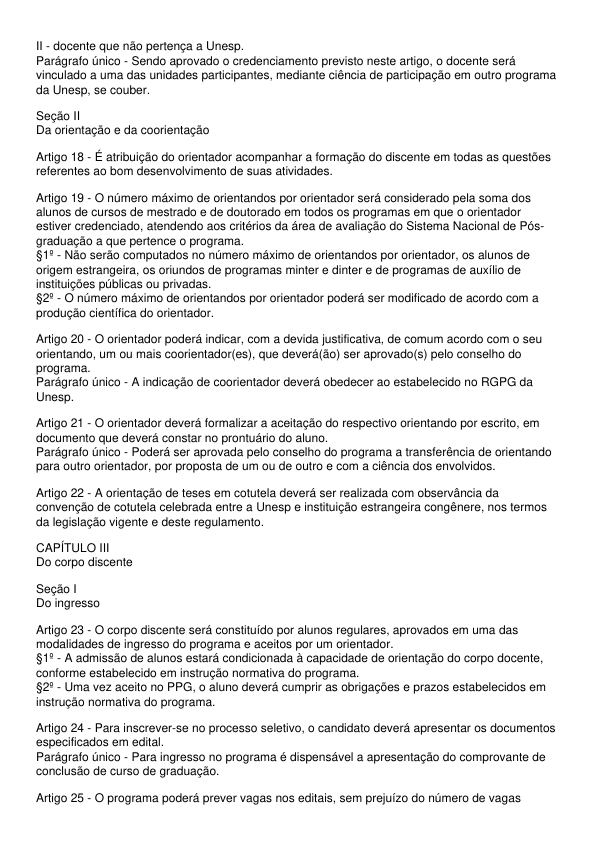 II - docente que não pertença a Unesp.
Parágrafo único - Sendo aprovado o credenciamento previsto neste artigo, o docente será
vinculado a uma das unidades participantes, mediante ciência de participação em outro programa
da Unesp, se couber.
Seção II
Da orientação e da coorientação
Artigo 18 - É atribuição do orientador acompanhar a formação do discente em todas as questões
referentes ao bom desenvolvimento de suas atividades.
Artigo 19 - O número máximo de orientandos por orientador será considerado pela soma dos
alunos de cursos de mestrado e de doutorado em todos os programas em que o orientador
estiver credenciado, atendendo aos critérios da área de avaliação do Sistema Nacional de Pós-
graduação a que pertence o programa.
§1º - Não serão computados no número máximo de orientandos por orientador, os alunos de
origem estrangeira, os oriundos de programas minter e dinter e de programas de auxílio de
instituições públicas ou privadas.
§2º - O número máximo de orientandos por orientador poderá ser modificado de acordo com a
produção científica do orientador.
Artigo 20 - O orientador poderá indicar, com a devida justificativa, de comum acordo com o seu
orientando, um ou mais coorientador(es), que deverá(ão) ser aprovado(s) pelo conselho do
programa.
Parágrafo único - A indicação de coorientador deverá obedecer ao estabelecido no RGPG da
Unesp.
Artigo 21 - O orientador deverá formalizar a aceitação do respectivo orientando por escrito, em
documento que deverá constar no prontuário do aluno.
Parágrafo único - Poderá ser aprovada pelo conselho do programa a transferência de orientando
para outro orientador, por proposta de um ou de outro e com a ciência dos envolvidos.
Artigo 22 - A orientação de teses em cotutela deverá ser realizada com observância da
convenção de cotutela celebrada entre a Unesp e instituição estrangeira congênere, nos termos
da legislação vigente e deste regulamento.
CAPÍTULO III
Do corpo discente
Seção I
Do ingresso
Artigo 23 - O corpo discente será constituído por alunos regulares, aprovados em uma das
modalidades de ingresso do programa e aceitos por um orientador.
§1º - A admissão de alunos estará condicionada à capacidade de orientação do corpo docente,
conforme estabelecido em instrução normativa do programa.
§2º - Uma vez aceito no PPG, o aluno deverá cumprir as obrigações e prazos estabelecidos em
instrução normativa do programa.
Artigo 24 - Para inscrever-se no processo seletivo, o candidato deverá apresentar os documentos
especificados em edital.
Parágrafo único - Para ingresso no programa é dispensável a apresentação do comprovante de
conclusão de curso de graduação.
Artigo 25 - O programa poderá prever vagas nos editais, sem prejuízo do número de vagas